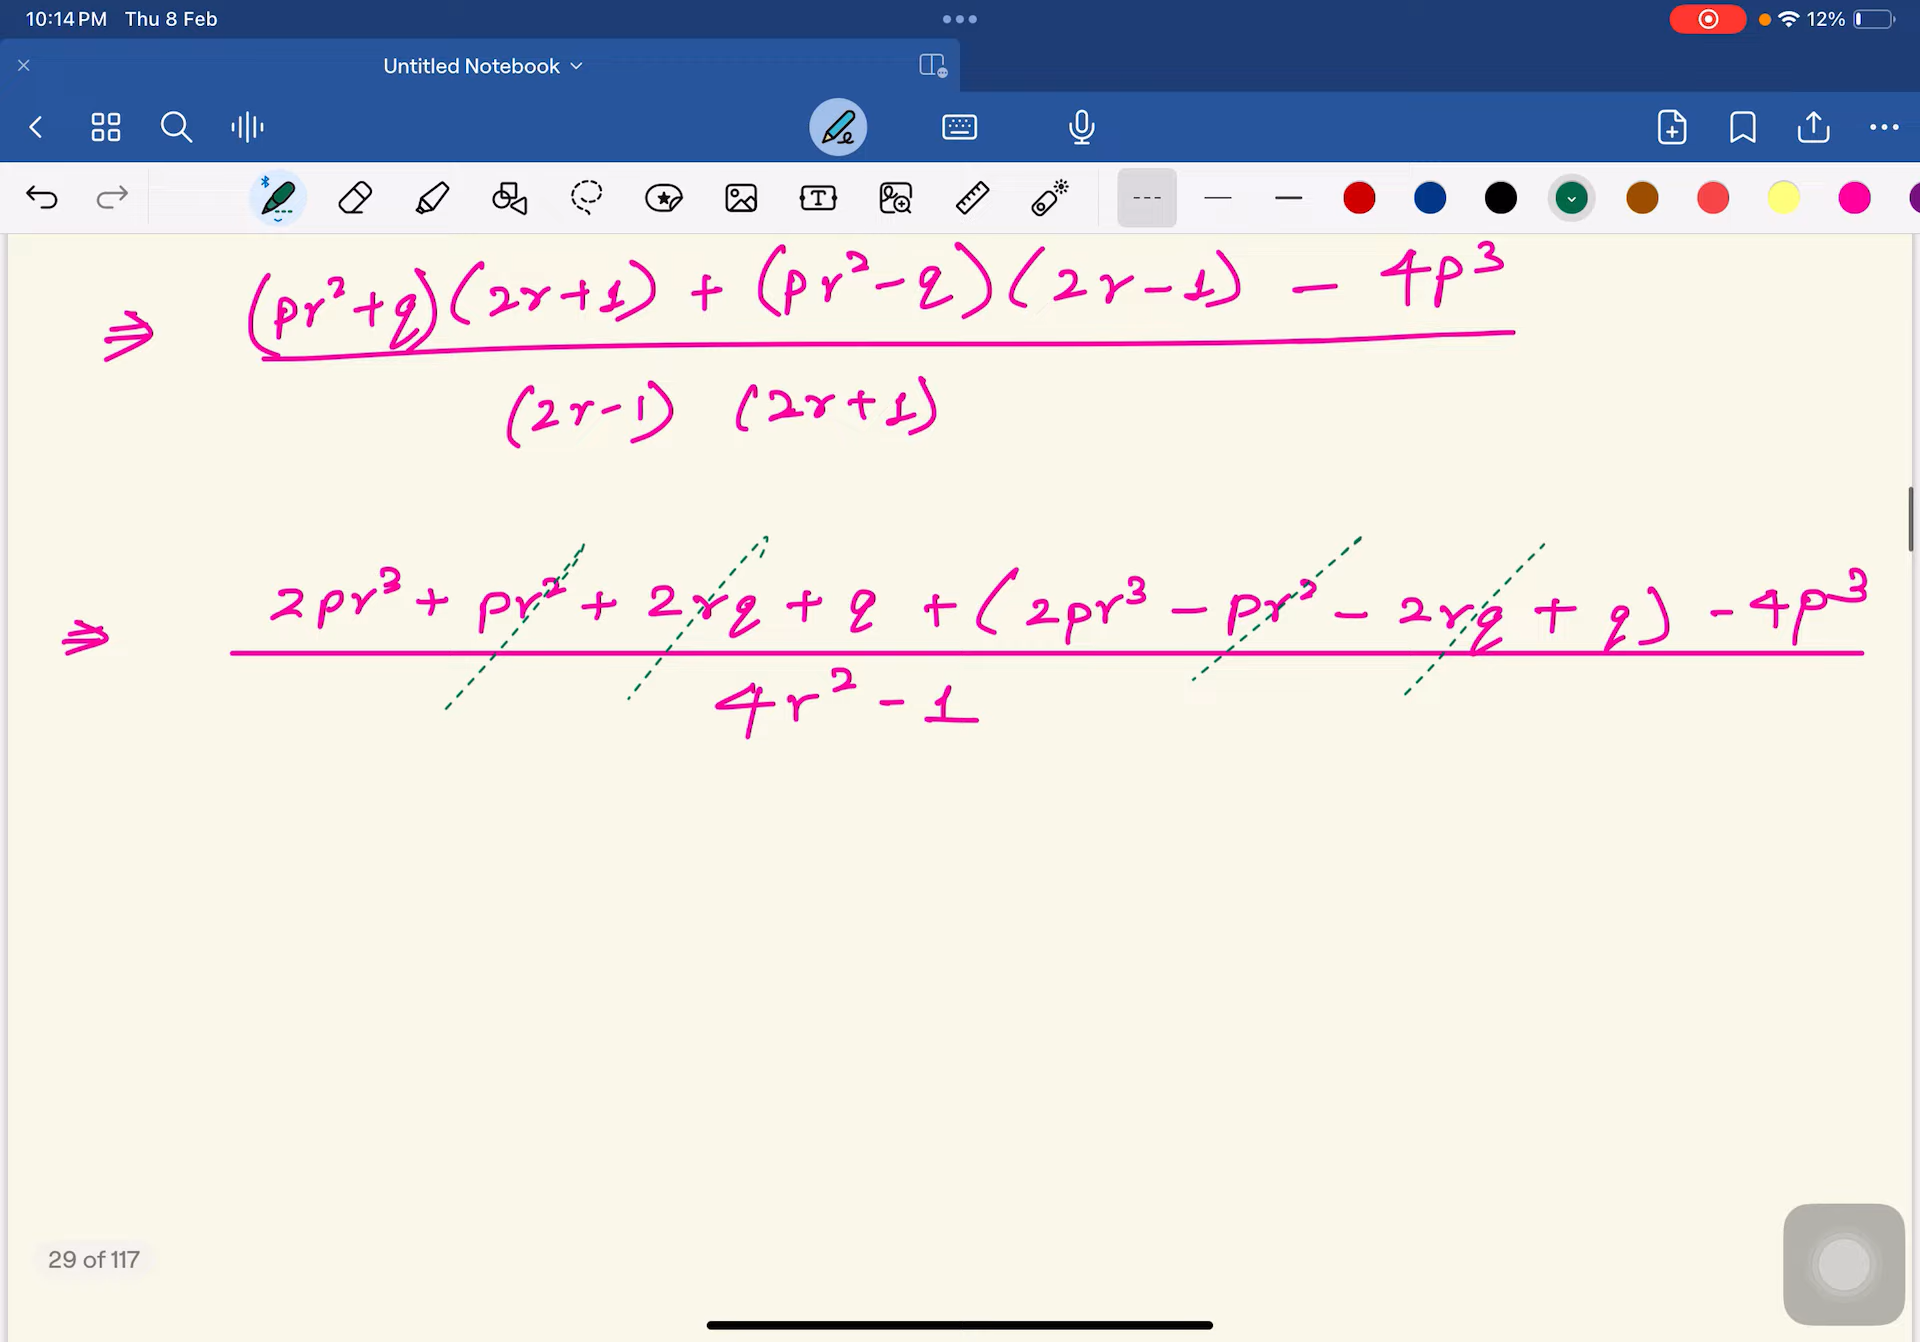 10:14 PM Thu 8 Feb
12%
Untitled Notebook
⇒ (pr²+q)(2r+1) + (pr²-q)(2r-1) - 4p³
(2r-1) (2r+1)
⇒ 2pr³ + pr² + 2rq + q + (2pr³ - pr² - 2rq + q) - 4p³
4r² - 1
29 of 117